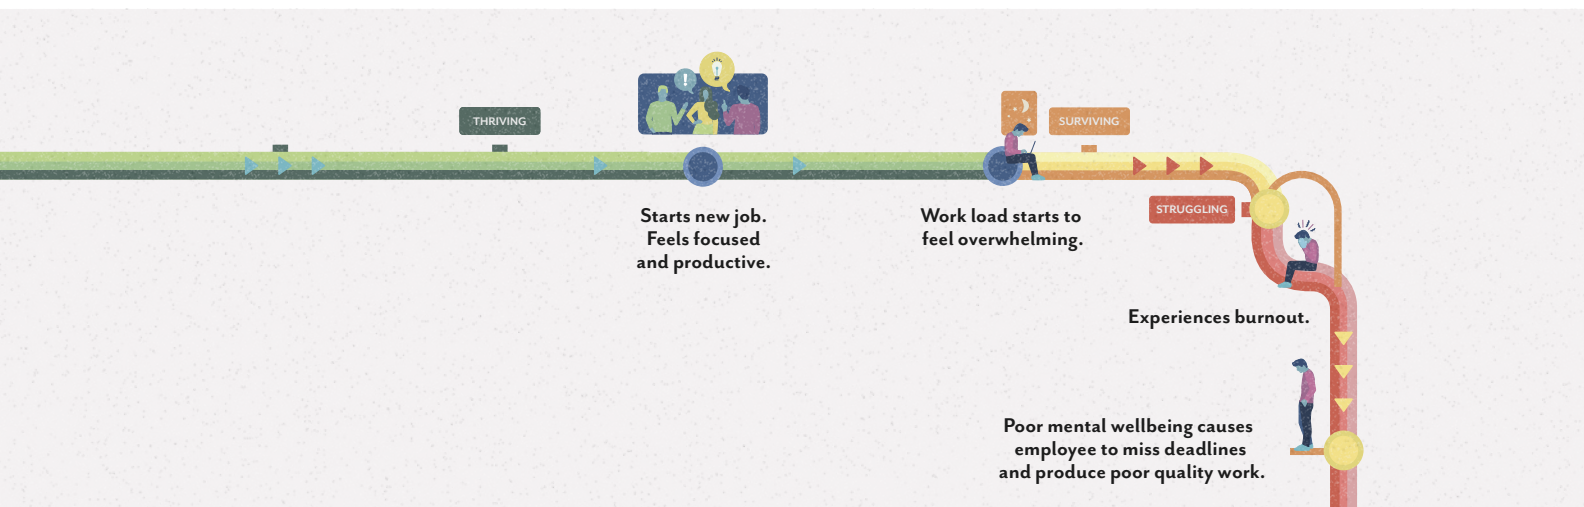 THRIVING
!
Starts new job.
Feels focused
and productive.
SURVIVING
Work load starts to
feel overwhelming.
STRUGGLING
Experiences burnout.
Poor mental wellbeing causes
employee to miss deadlines
and produce poor quality work.